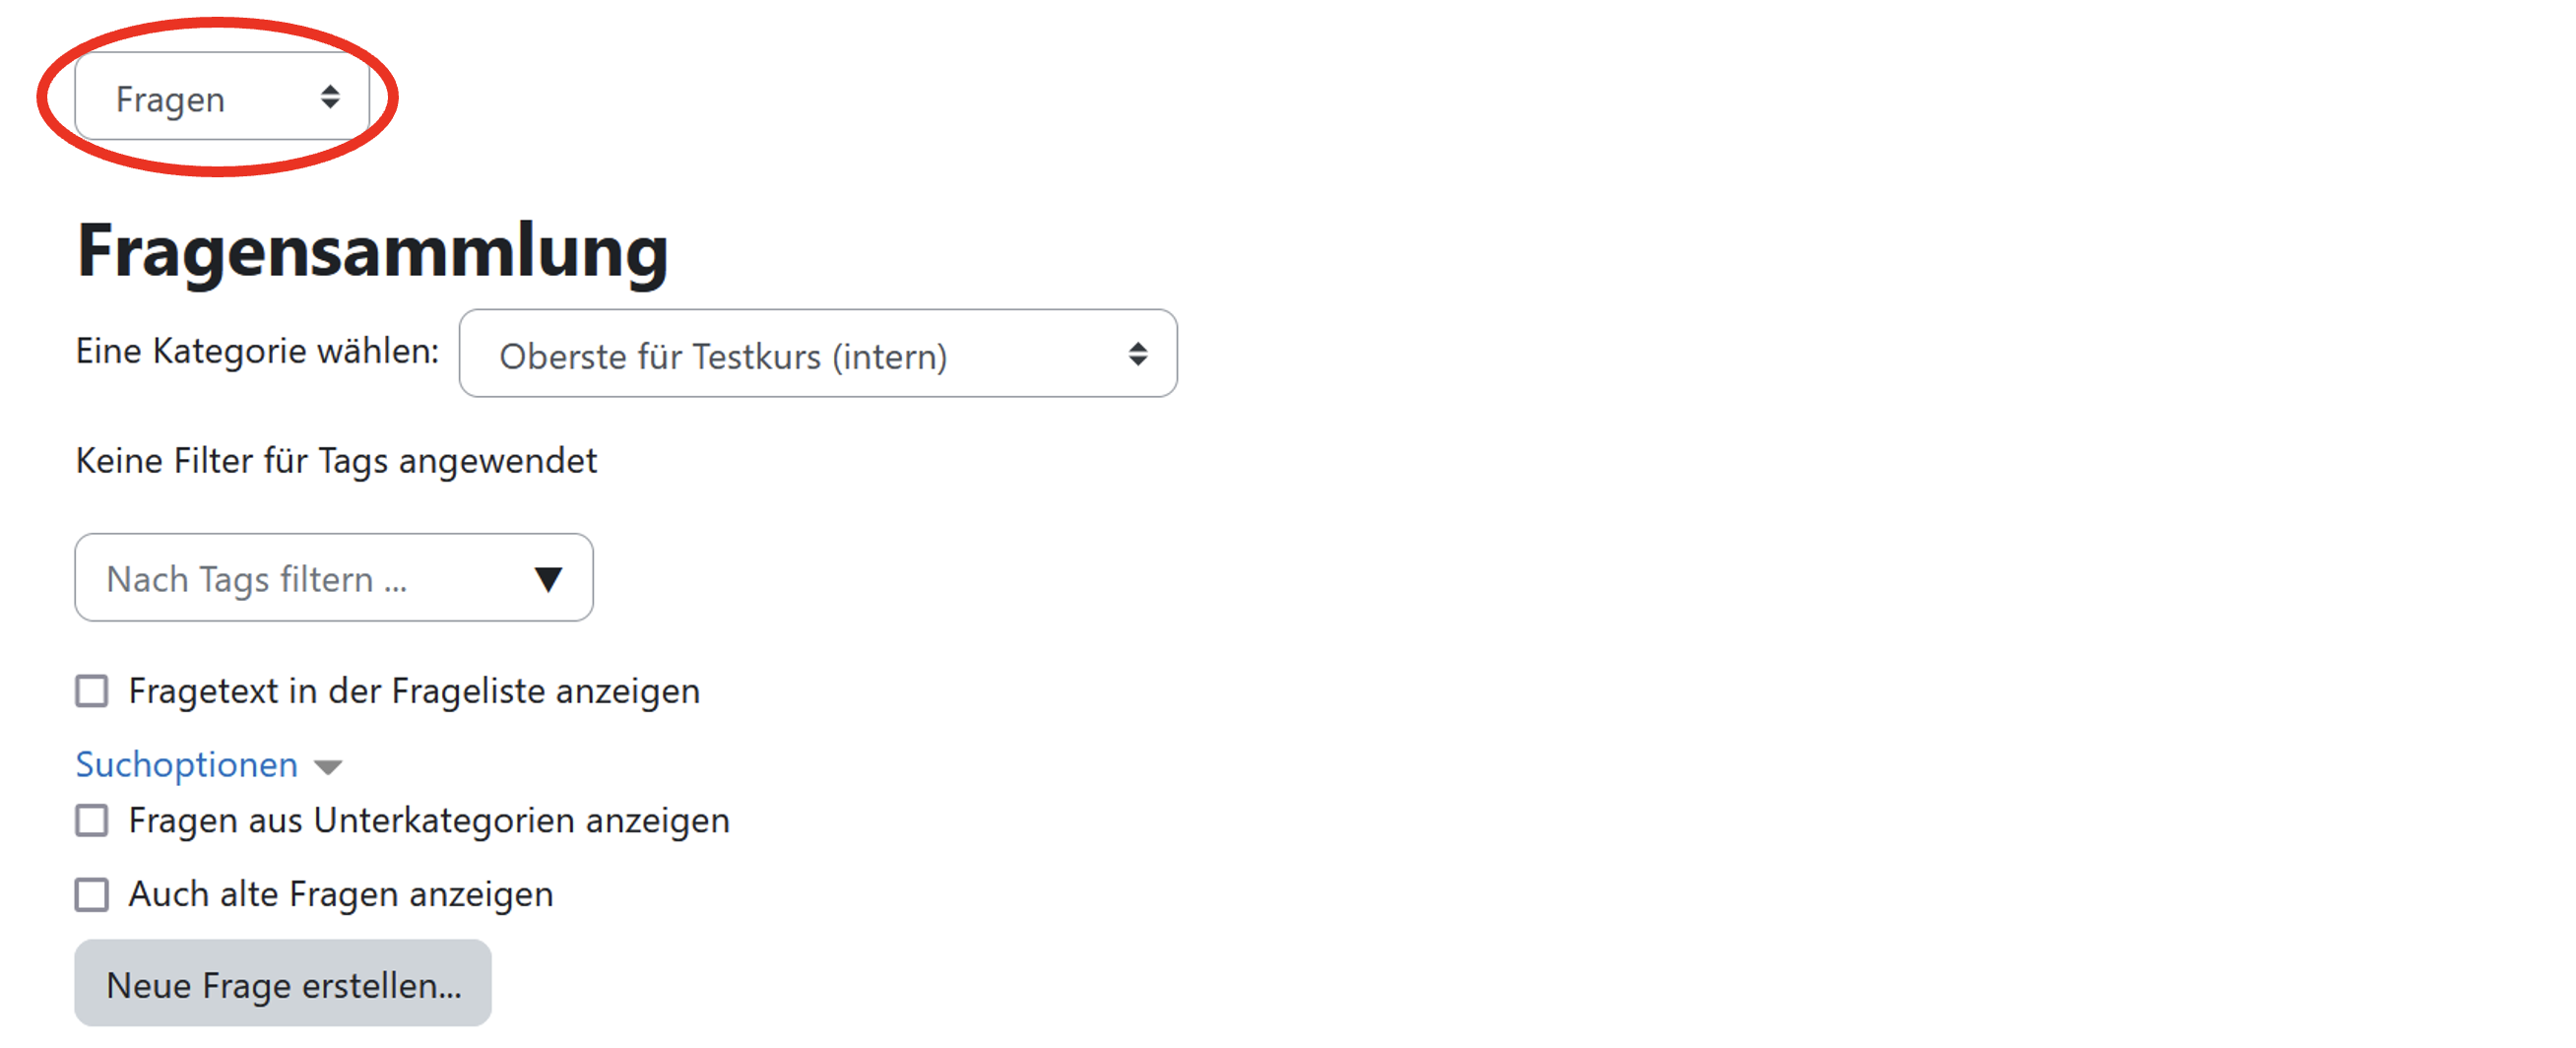 Fragen
Fragensammlung
Eine Kategorie wählen: Oberste für Testkurs (intern)
Keine Filter für Tags angewendet
Nach Tags filtern ...
Fragetext in der Frageliste anzeigen
Suchoptionen
Fragen aus Unterkategorien anzeigen
Auch alte Fragen anzeigen
Neue Frage erstellen...